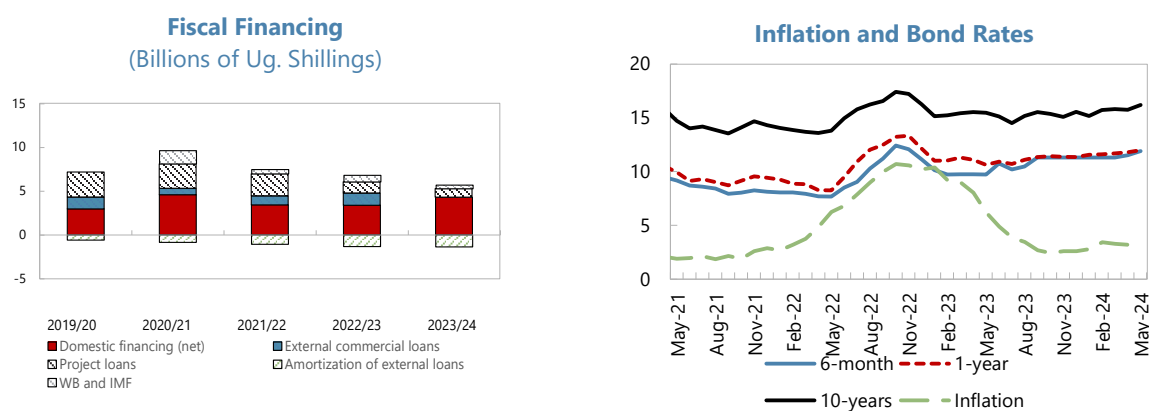 Fiscal Financing
(Billions of Ug. Shillings)
15
10
5
0
-5
2019/20 2020/21 2021/22 2022/23 2023/24
Domestic financing (net) External commercial loans
Project loans Amortization of external loans
WB and IMF
Inflation and Bond Rates
20
15
10
5
0
May-21 Aug-21 Nov-21 Feb-22 May-22 Aug-22 Nov-22 Feb-23 May-23 Aug-23 Nov-23 Feb-24 May-24
6-month 1-year
10-years Inflation